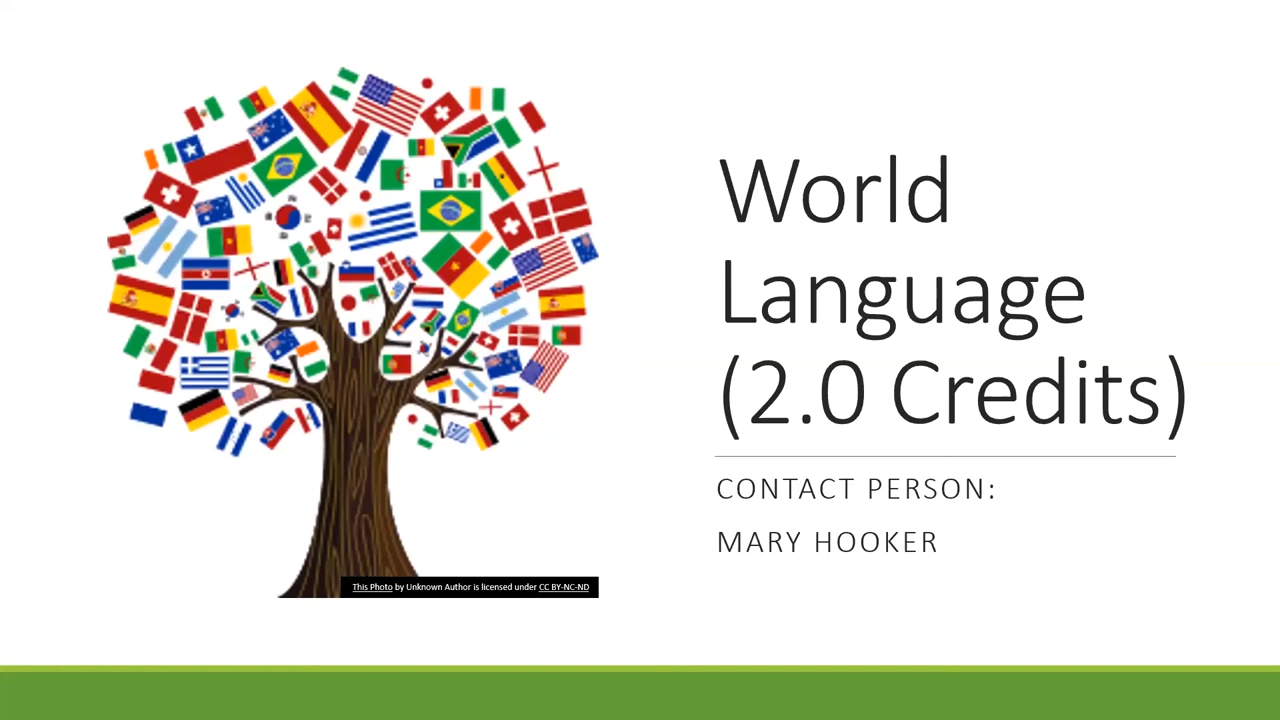 World
Language
(2.0 Credits)
CONTACT PERSON:
MARY HOOKER
This Photo by Unknown Author is licensed under CC BY-NC-ND